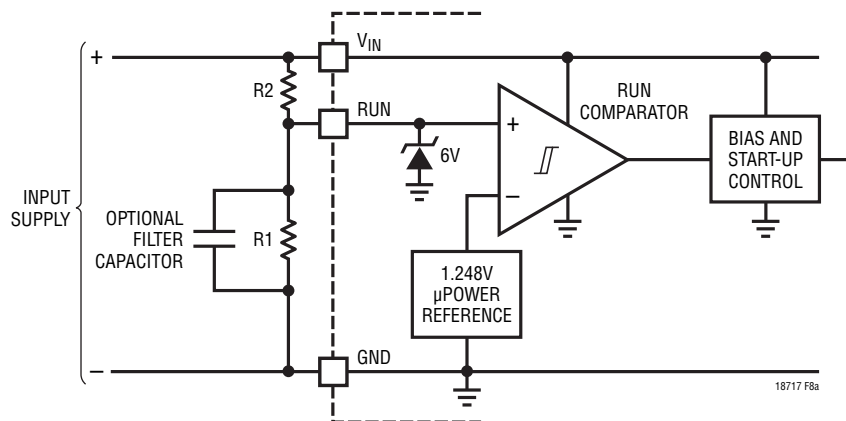 +
V_IN
R2
RUN
RUN
COMPARATOR
+
6V
BIAS AND
START-UP
CONTROL
INPUT
SUPPLY
OPTIONAL
FILTER
CAPACITOR
R1
–
1.248V
µPOWER
REFERENCE
GND
–
18717 F8a